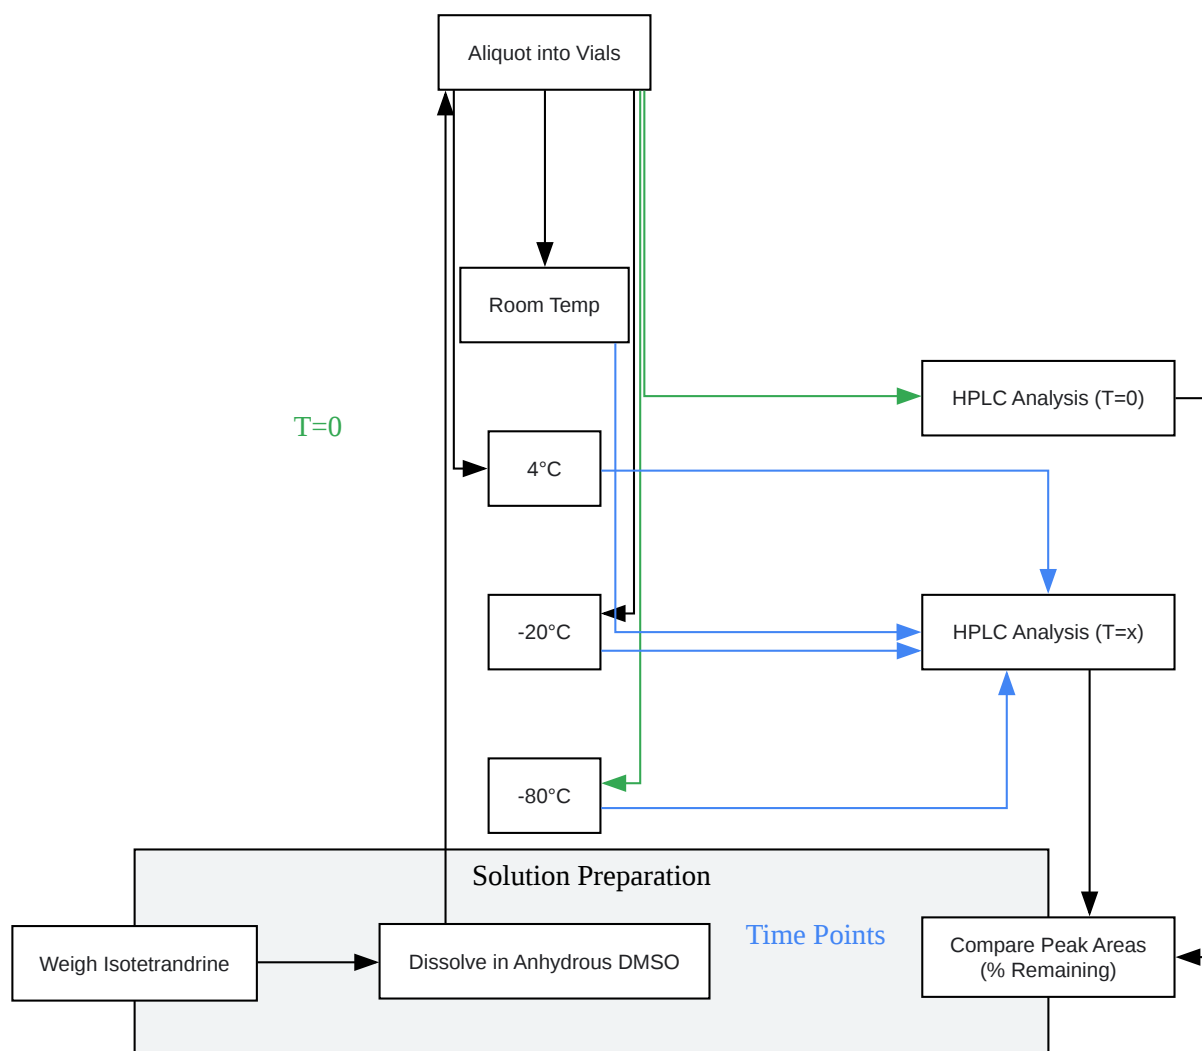 Aliquot into Vials
Room Temp
HPLC Analysis (T=0)
T=0
4°C
-20°C
HPLC Analysis (T=x)
-80°C
Solution Preparation
Time Points
Weigh Isotetrandrine
Dissolve in Anhydrous DMSO
Compare Peak Areas
(% Remaining)